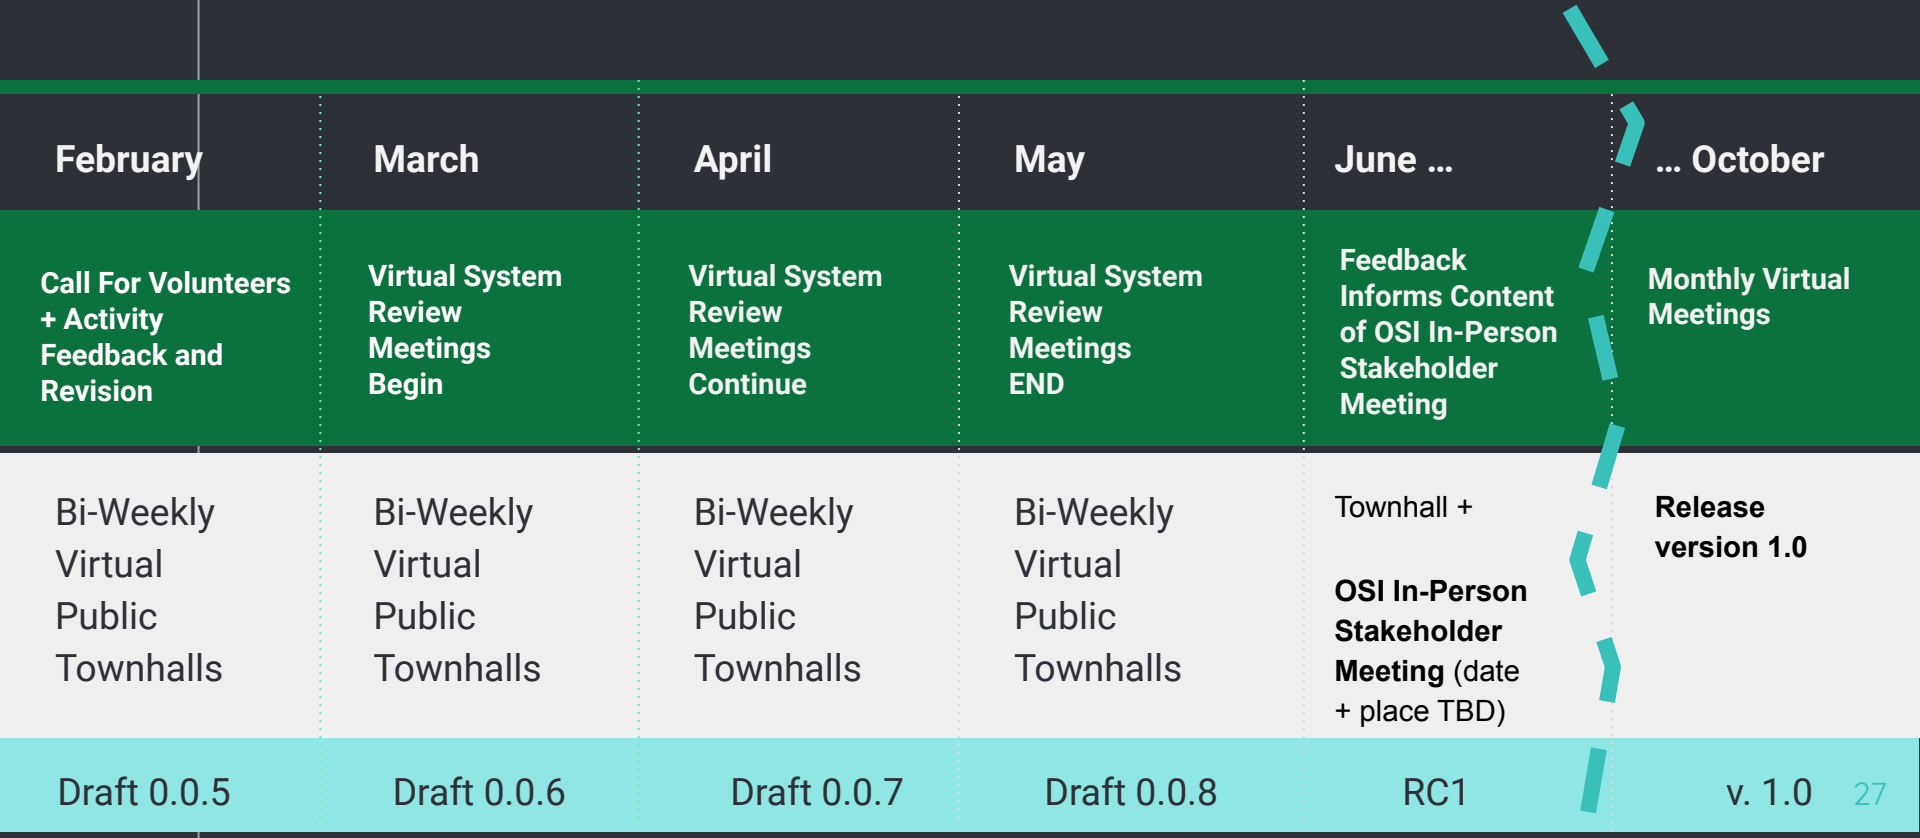 February
March
April
May
June ...
... October
Call For Volunteers
+ Activity
Feedback and
Revision
Virtual System
Review
Meetings
Begin
Virtual System
Review
Meetings
Continue
Virtual System
Review
Meetings
END
Feedback
Informs Content
of OSI In-Person
Stakeholder
Meeting
Monthly Virtual
Meetings
Bi-Weekly
Virtual
Public
Townhalls
Bi-Weekly
Virtual
Public
Townhalls
Bi-Weekly
Virtual
Public
Townhalls
Bi-Weekly
Virtual
Public
Townhalls
Townhall +
OSI In-Person
Stakeholder
Meeting (date
+ place TBD)
Release
version 1.0
Draft 0.0.5
Draft 0.0.6
Draft 0.0.7
Draft 0.0.8
RC1
v. 1.0
27